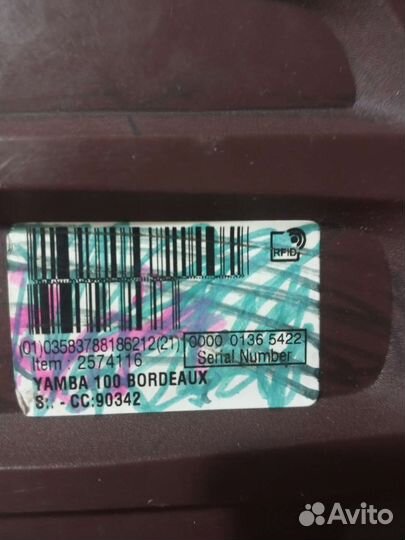 RFiD
(01)03583788186212(21) 0000 0136 5422
Item : 2574116 Serial Number
YAMBA 100 BORDEAUX
S:. - CC:90342
Avito